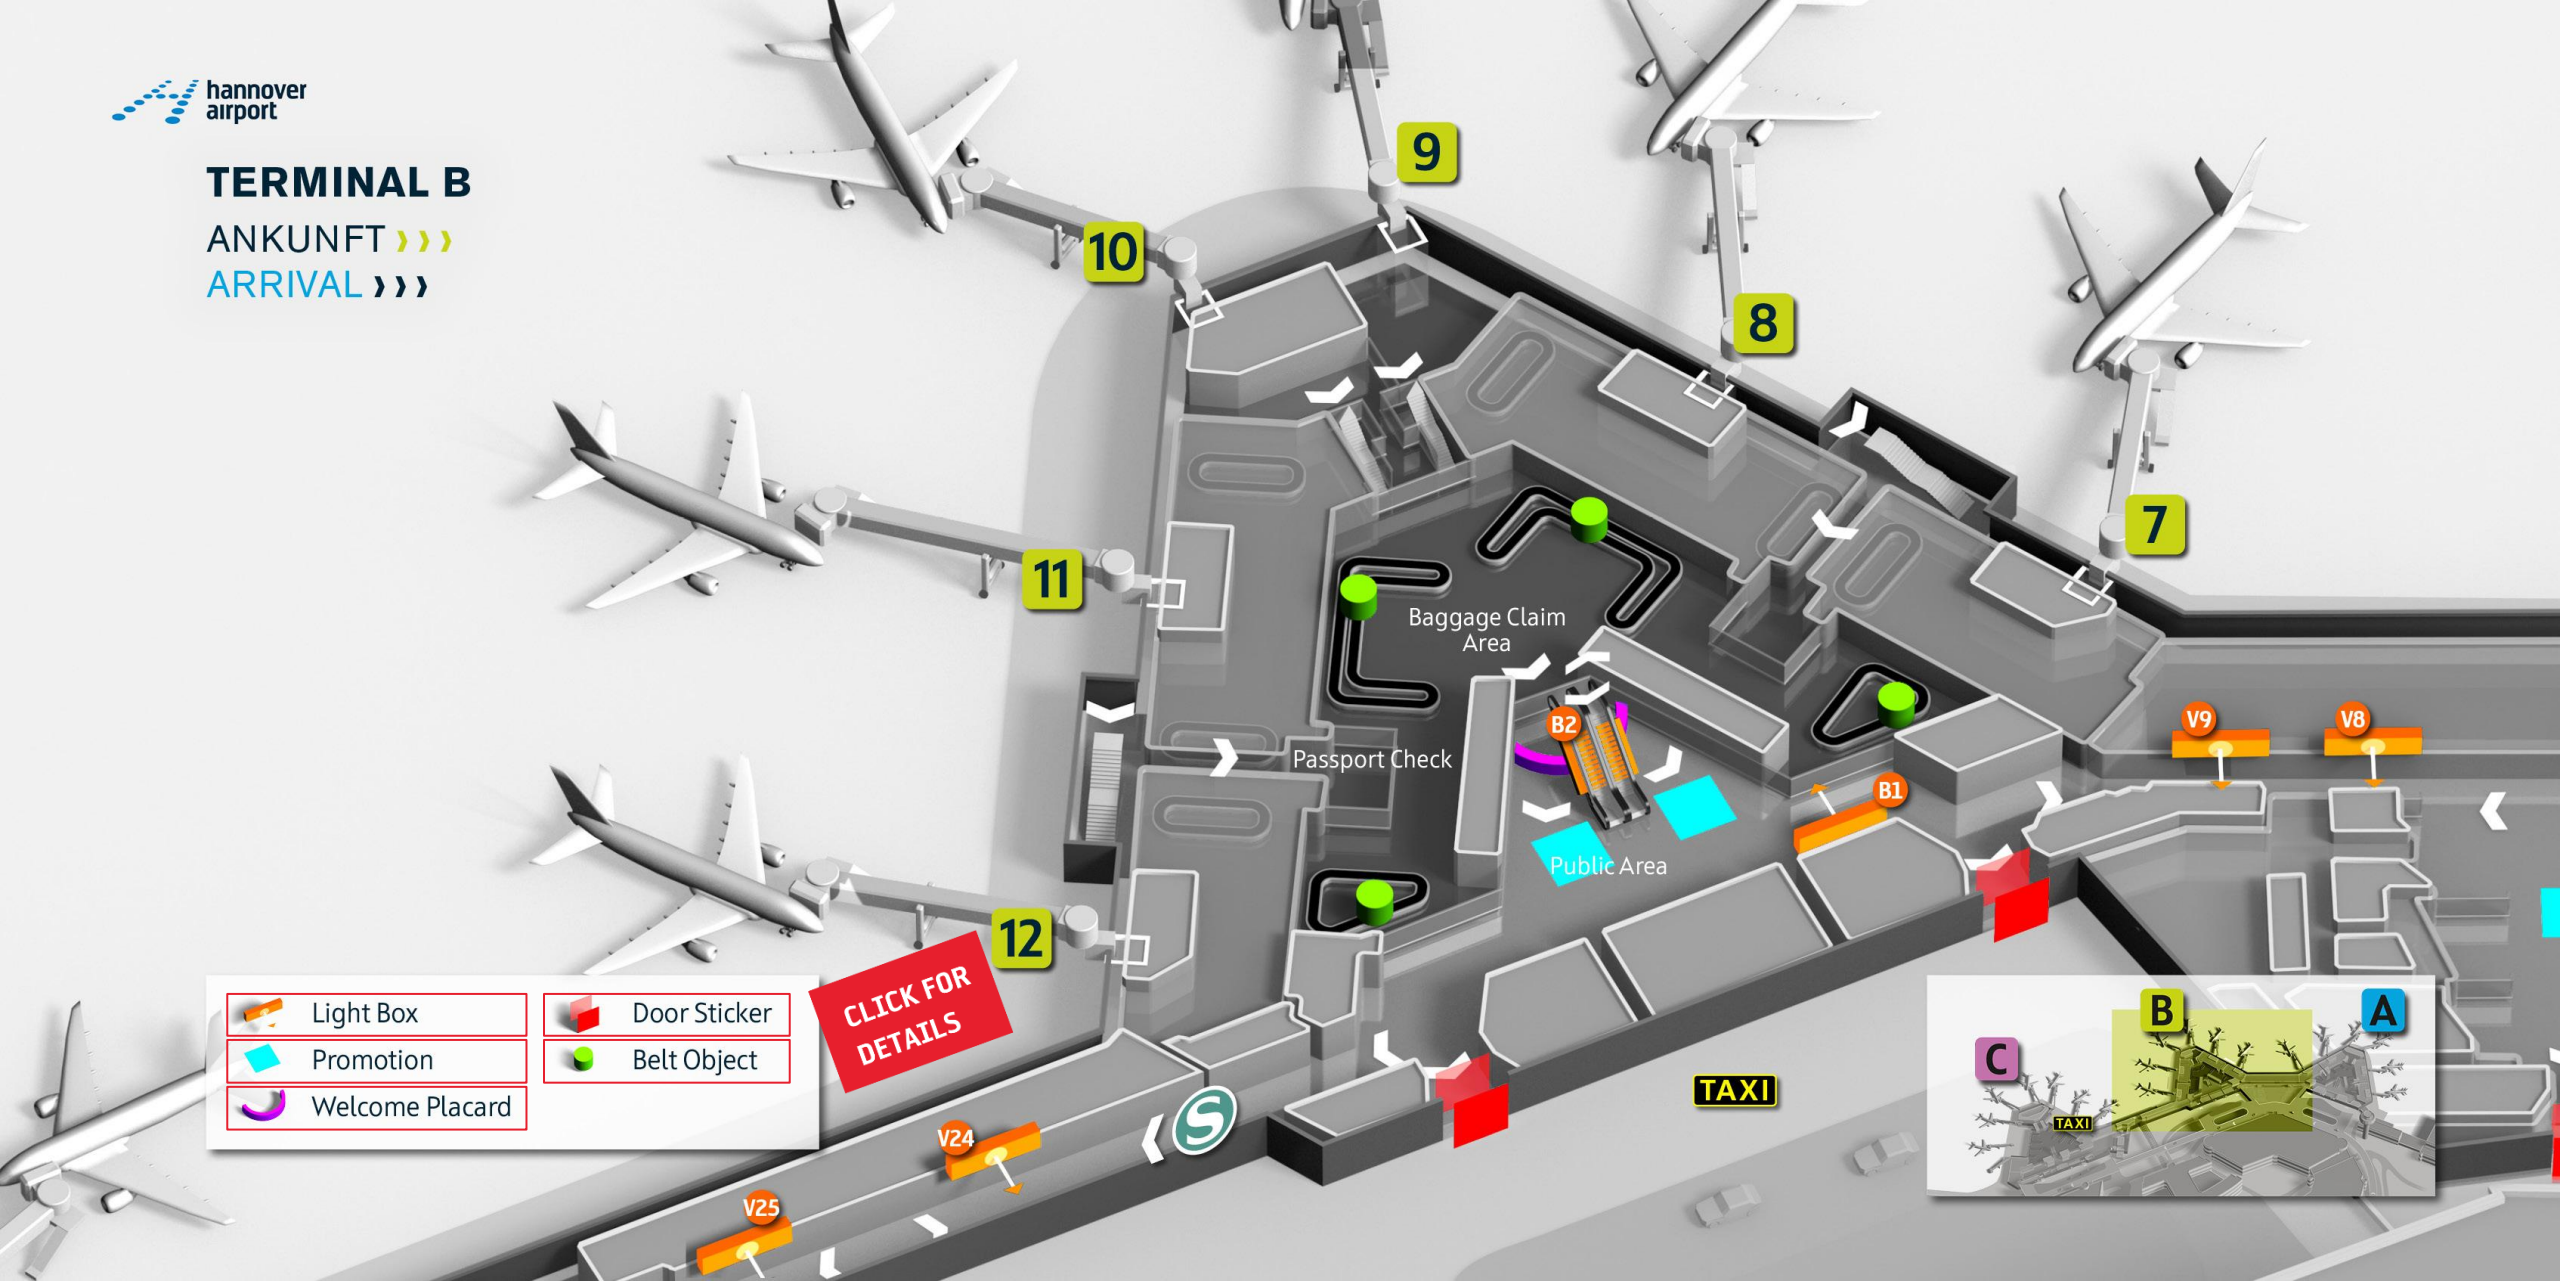 hannover
airport
TERMINAL B
ANKUNFT
ARRIVAL
9
10
8
7
11
12
Baggage Claim
Area
Passport Check
B2
B1
V9
V8
Public Area
Light Box
Promotion
Welcome Placard
Door Sticker
Belt Object
CLICK FOR
DETAILS
V24
V25
S
TAXI
B
A
C
TAXI